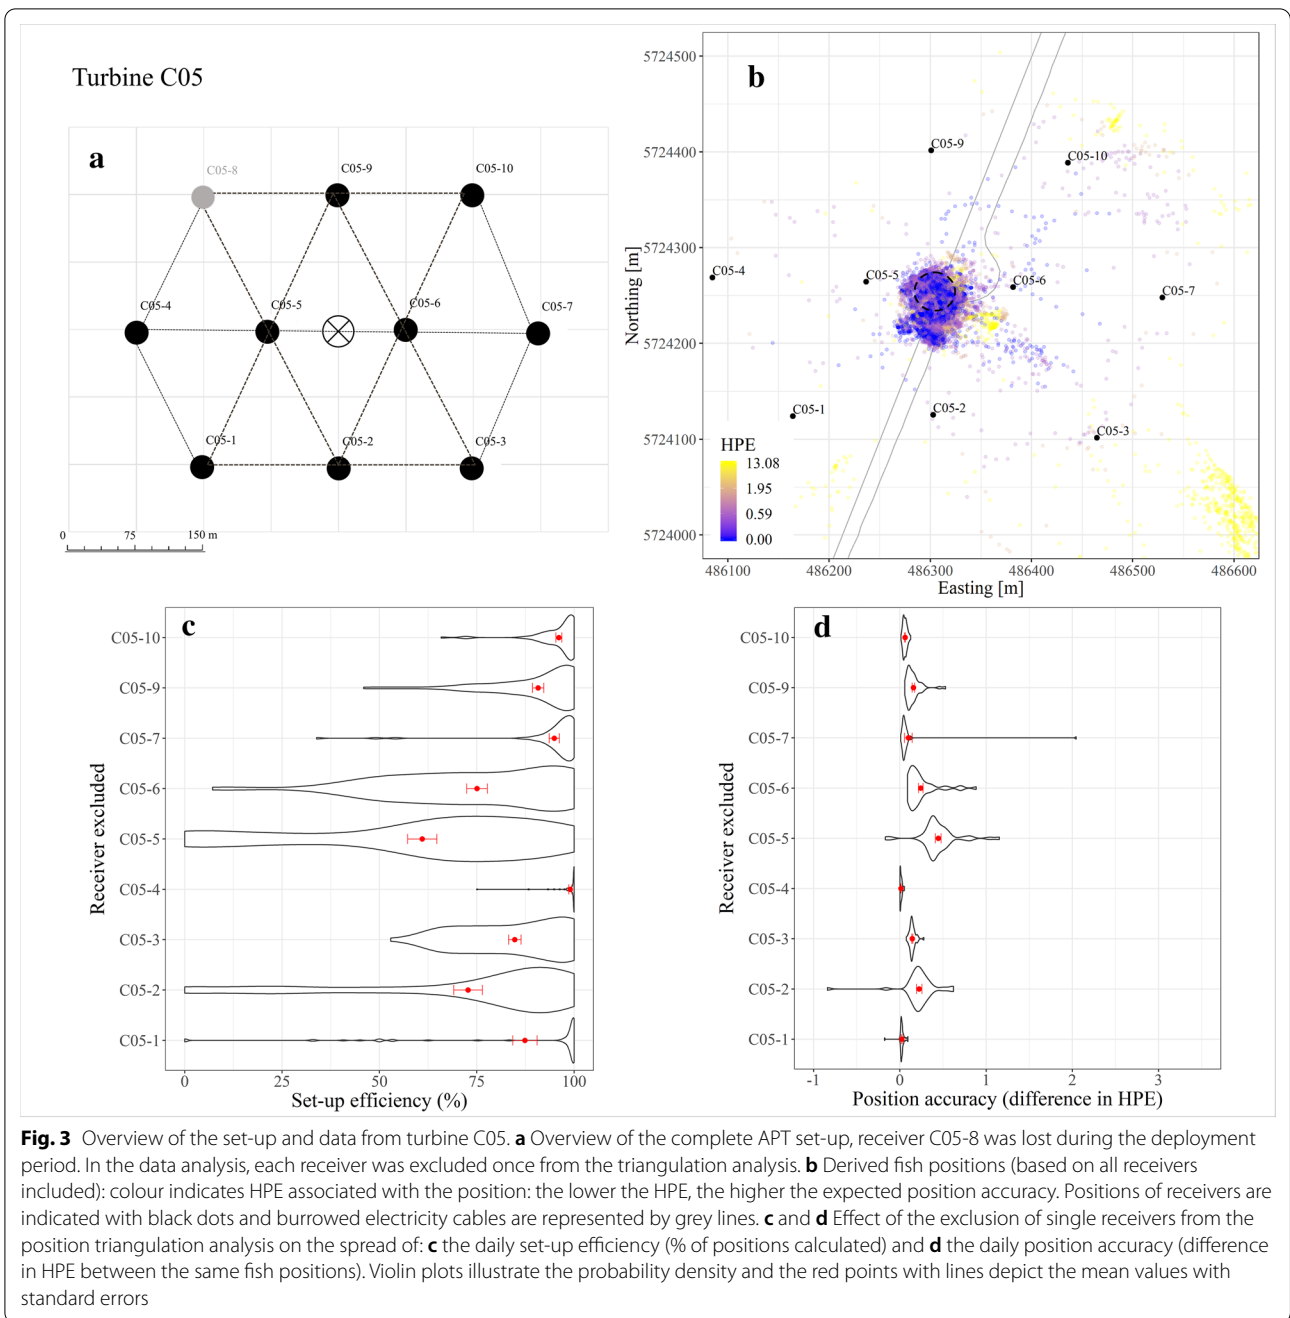 Turbine C05
a
C05-8
C05-9
C05-10
C05-4
C05-5
C05-6
C05-7
C05-1
C05-2
C05-3
0
75
150 m
b
Northing [m]
5724500
5724400
5724300
5724200
5724100
5724000
C05-9
C05-10
C05-4
C05-5
C05-6
C05-7
C05-1
C05-2
C05-3
HPE
13.08
1.95
0.59
0.00
486100
486200
486300
486400
486500
486600
Easting [m]
c
Receiver excluded
C05-10
C05-9
C05-7
C05-6
C05-5
C05-4
C05-3
C05-2
C05-1
0
25
50
75
100
Set-up efficiency (%)
d
Receiver excluded
C05-10
C05-9
C05-7
C05-6
C05-5
C05-4
C05-3
C05-2
C05-1
-1
0
1
2
3
Position accuracy (difference in HPE)
Fig. 3 Overview of the set-up and data from turbine C05. a Overview of the complete APT set-up, receiver C05-8 was lost during the deployment
period. In the data analysis, each receiver was excluded once from the triangulation analysis. b Derived fish positions (based on all receivers
included): colour indicates HPE associated with the position: the lower the HPE, the higher the expected position accuracy. Positions of receivers are
indicated with black dots and burrowed electricity cables are represented by grey lines. c and d Effect of the exclusion of single receivers from the
position triangulation analysis on the spread of: c the daily set-up efficiency (% of positions calculated) and d the daily position accuracy (difference
in HPE between the same fish positions). Violin plots illustrate the probability density and the red points with lines depict the mean values with
standard errors